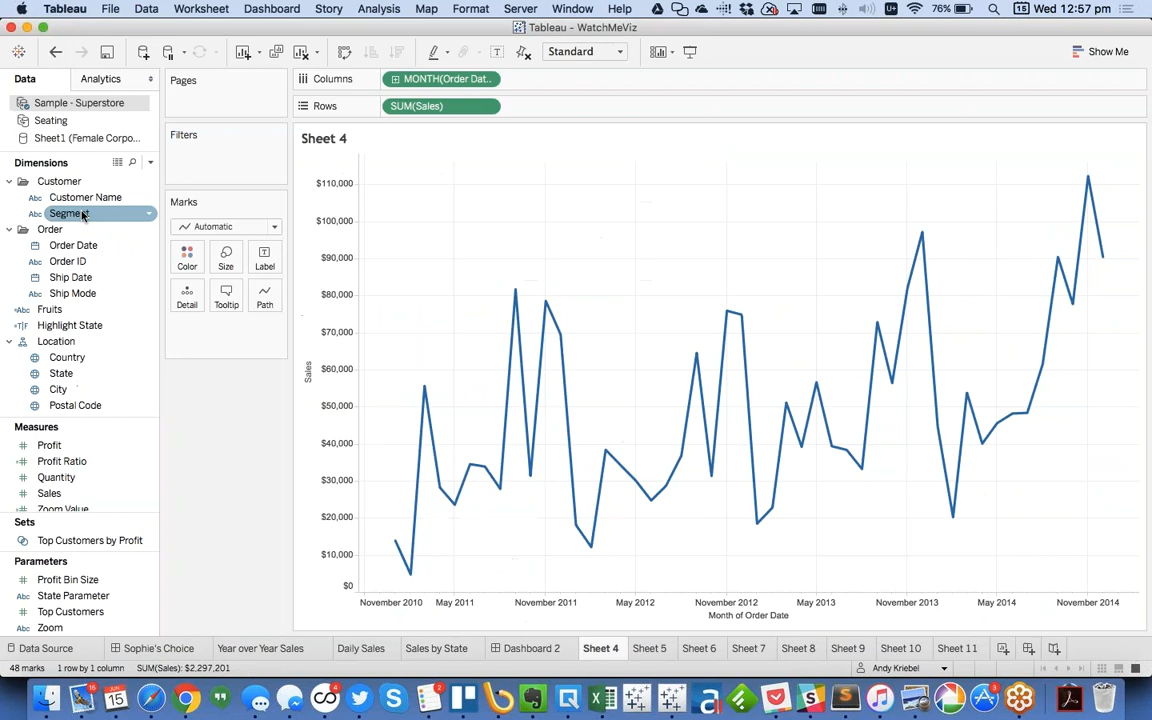 Tableau File Data Worksheet Dashboard Story Analysis Map Format Server Window Help 76% 15 Wed 12:57 pm
Tableau - WatchMeViz
Standard Show Me
Data Analytics
Pages
Columns MONTH(Order Dat..
Sample - Superstore
Seating
Rows SUM(Sales)
Sheet1 (Female Corpo...
Filters
Sheet 4
Dimensions
Customer
Abc Customer Name
Abc Segment
Marks
Automatic
Order
Order Date
Abc Order ID
Color Size Label
Ship Date
Abc Ship Mode
Detail Tooltip Path
Abc Fruits
T|F Highlight State
Location
Country
State
City
Postal Code
Measures
Profit
Profit Ratio
Quantity
Sales
Zoom Value
Sets
Top Customers by Profit
Parameters
Profit Bin Size
Abc State Parameter
Top Customers
Abc Zoom
$110,000
$100,000
$90,000
$80,000
$70,000
$60,000
$50,000
$40,000
$30,000
$20,000
$10,000
$0
Sales
November 2010 May 2011 November 2011 May 2012 November 2012 May 2013 November 2013 May 2014 November 2014
Month of Order Date
Data Source Sophie's Choice Year over Year Sales Daily Sales Sales by State Dashboard 2 Sheet 4 Sheet 5 Sheet 6 Sheet 7 Sheet 8 Sheet 9 Sheet 10 Sheet 11
48 marks 1 row by 1 column SUM(Sales): $2,297,201 Andy Kriebel